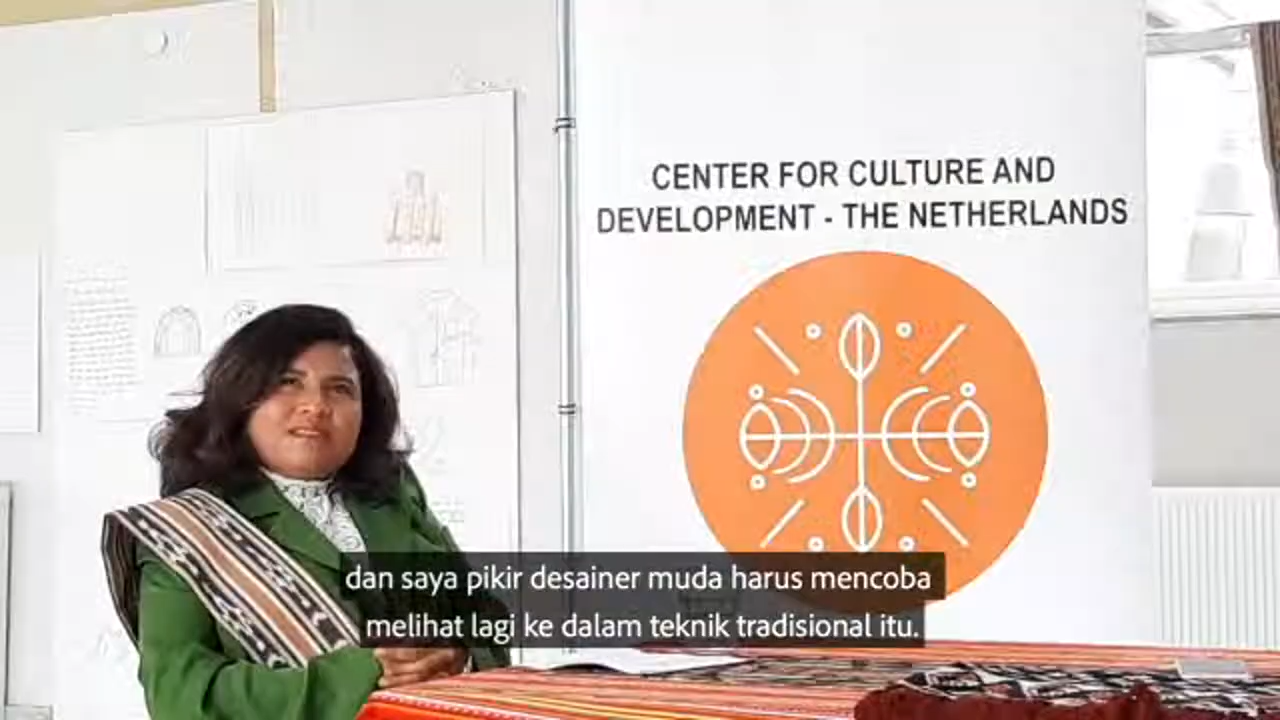 CENTER FOR CULTURE AND
DEVELOPMENT - THE NETHERLANDS
dan saya pikir desainer muda harus mencoba
melihat lagi ke dalam teknik tradisional itu.